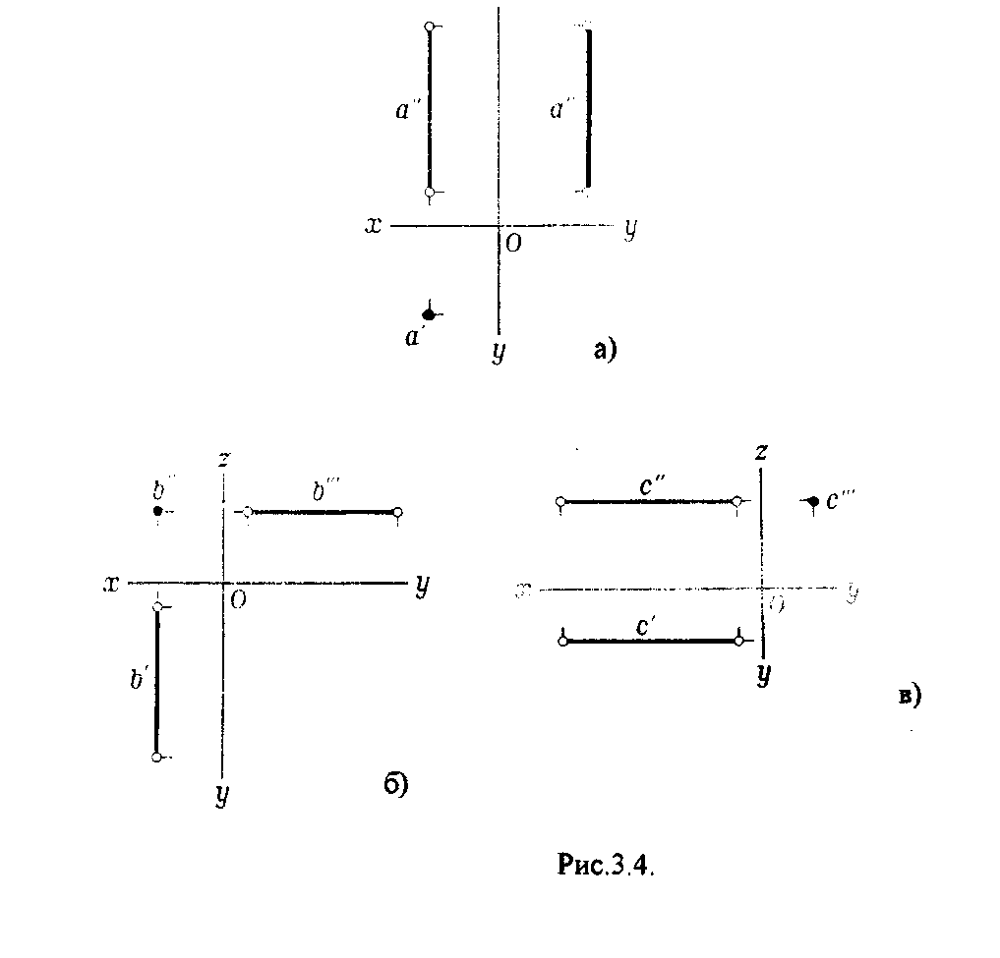 a" a"
x y
O
a'
y а)
z z
b" b''' c" c'''
x y x y
O O
b' c'
y y
в)
б)
Рис.3.4.